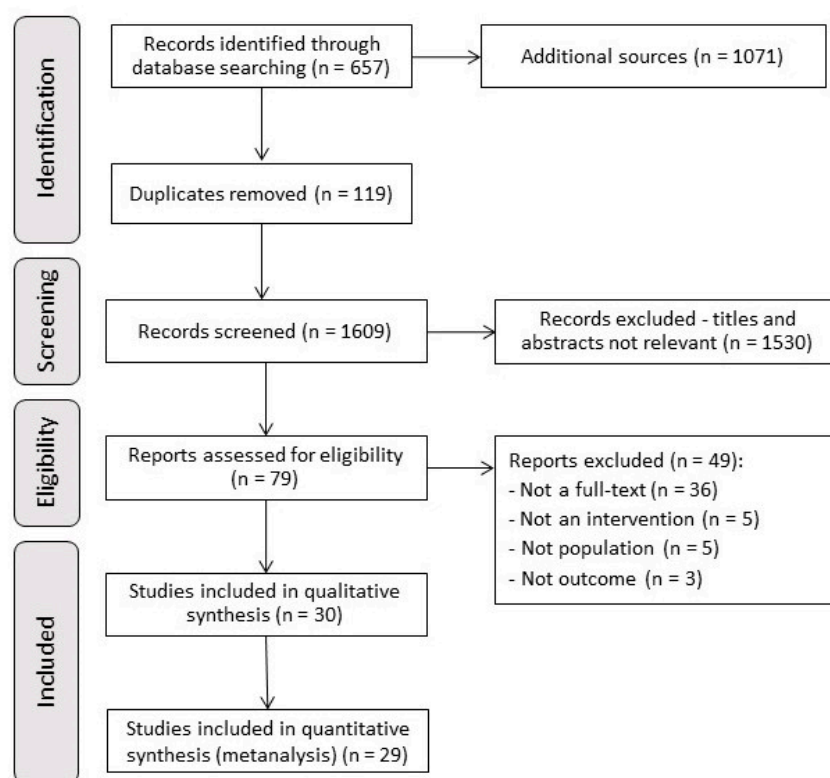 Identification
Records identified through
database searching (n = 657)
Additional sources (n = 1071)
Duplicates removed (n = 119)
Screening
Records screened (n = 1609)
Records excluded - titles and
abstracts not relevant (n = 1530)
Eligibility
Reports assessed for eligibility
(n = 79)
Reports excluded (n = 49):
- Not a full-text (n = 36)
- Not an intervention (n = 5)
- Not population (n = 5)
- Not outcome (n = 3)
Included
Studies included in qualitative
synthesis (n = 30)
Studies included in quantitative
synthesis (metanalysis) (n = 29)